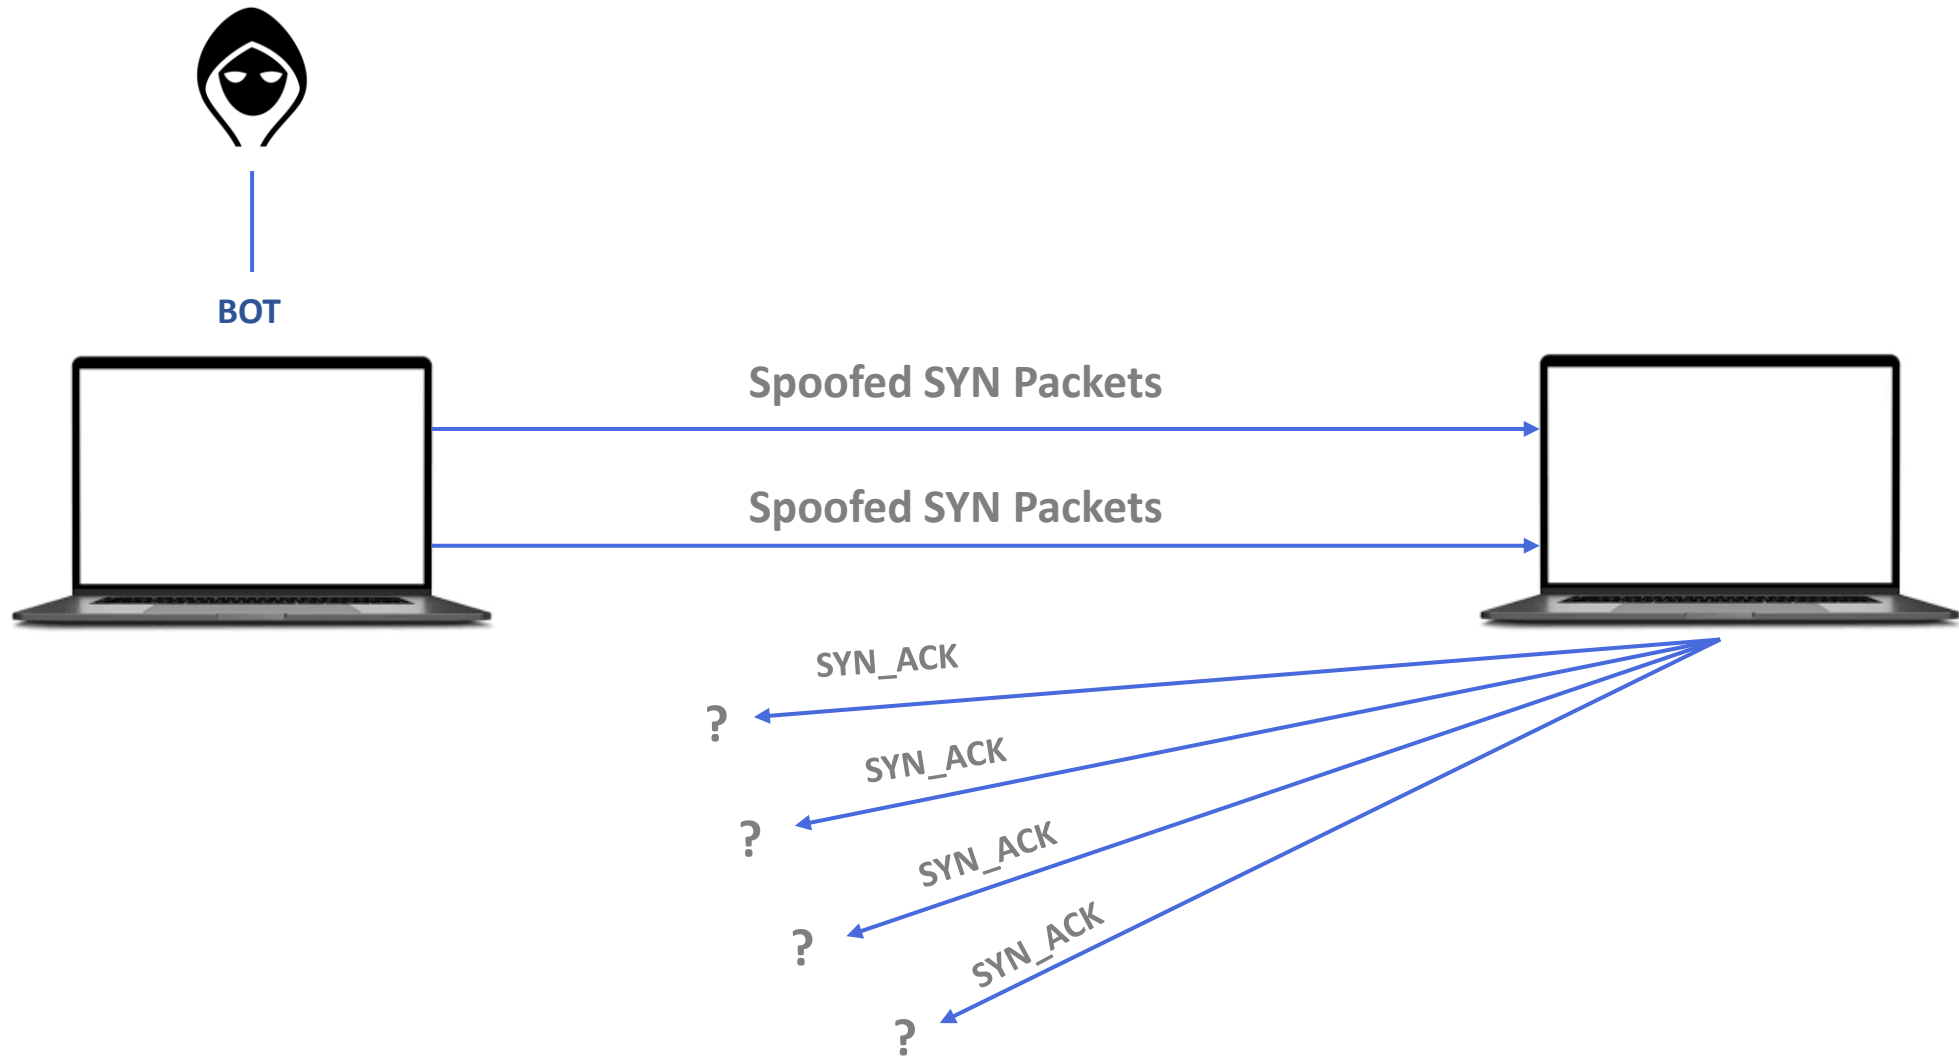 BOT
Spoofed SYN Packets
Spoofed SYN Packets
SYN_ACK
?
SYN_ACK
?
SYN_ACK
?
SYN_ACK
?